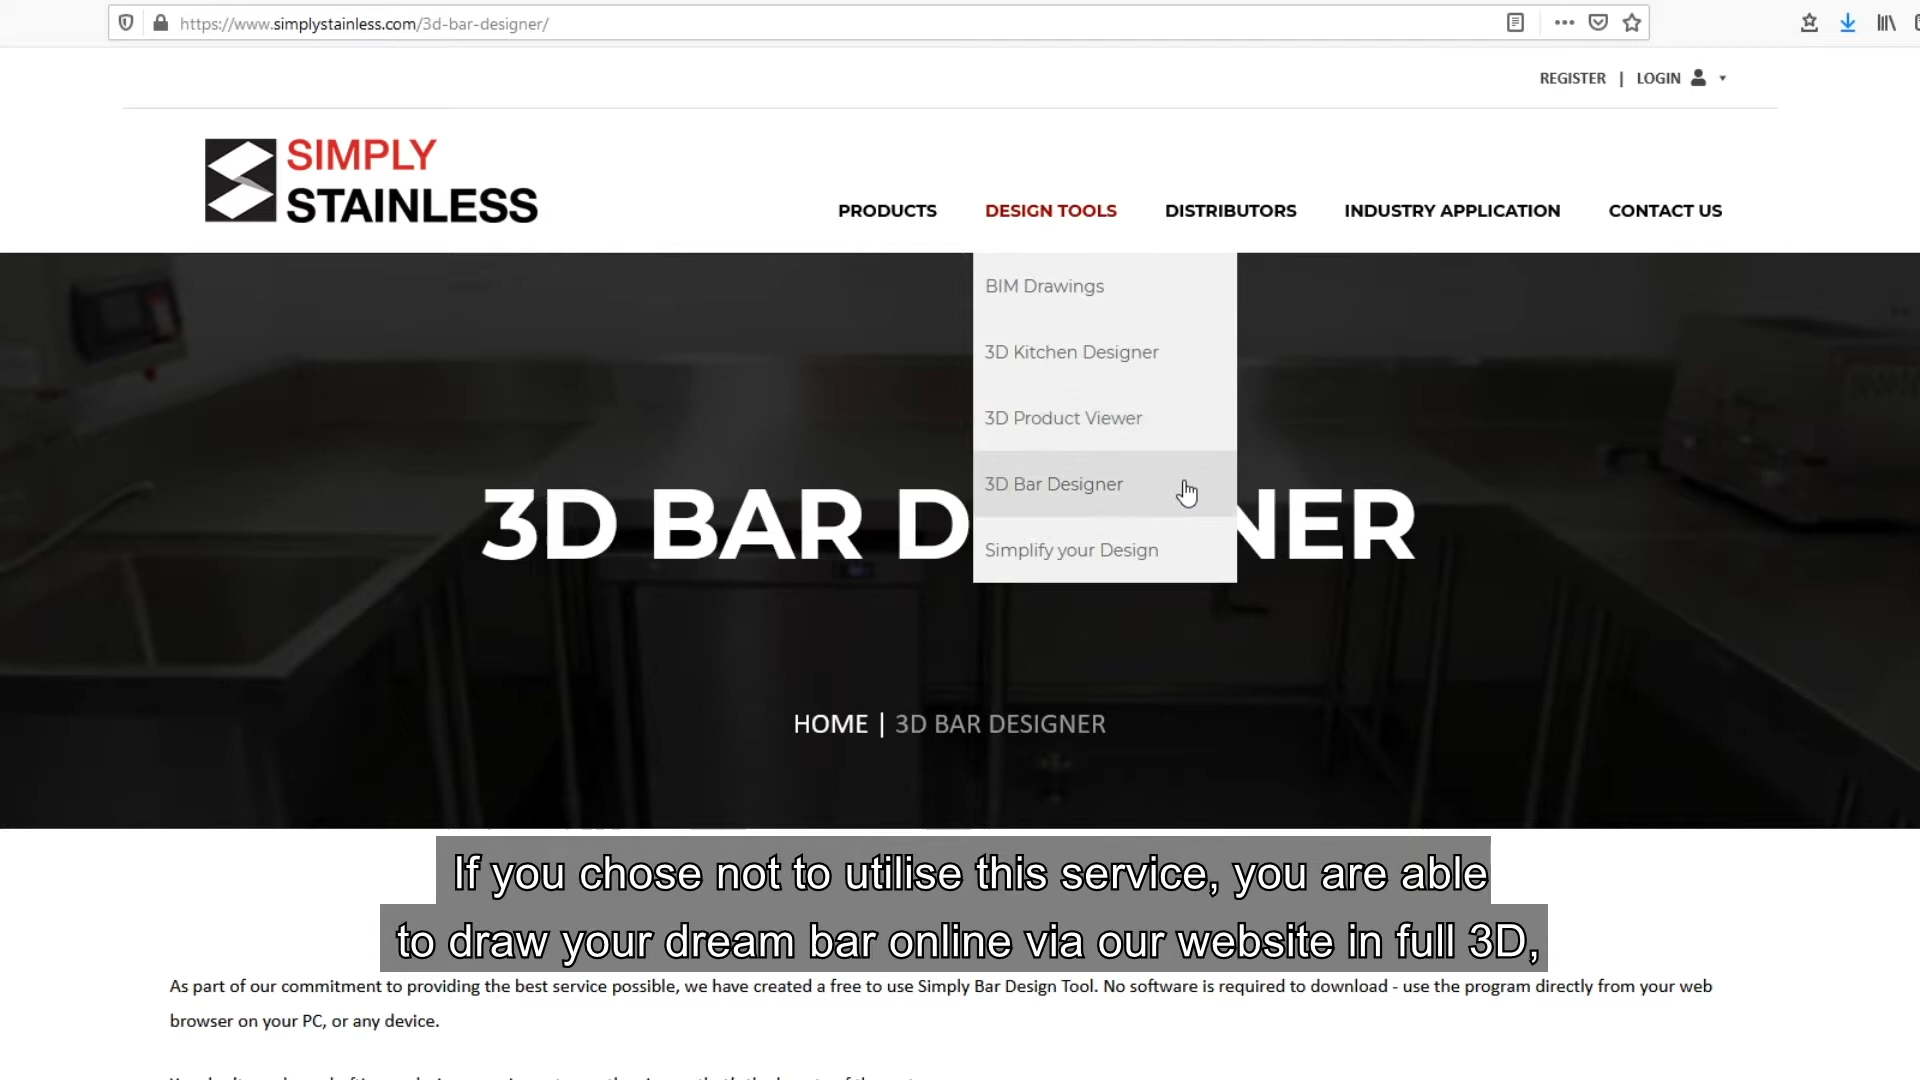 https://www.simplystainless.com/3d-bar-designer/
REGISTER | LOGIN
SIMPLY
STAINLESS
PRODUCTS DESIGN TOOLS DISTRIBUTORS INDUSTRY APPLICATION CONTACT US
BIM Drawings
3D Kitchen Designer
3D Product Viewer
3D Bar Designer
Simplify your Design
3D BAR D NER
HOME | 3D BAR DESIGNER
If you chose not to utilise this service, you are able
to draw your dream bar online via our website in full 3D,
As part of our commitment to providing the best service possible, we have created a free to use Simply Bar Design Tool. No software is required to download - use the program directly from your web
browser on your PC, or any device.